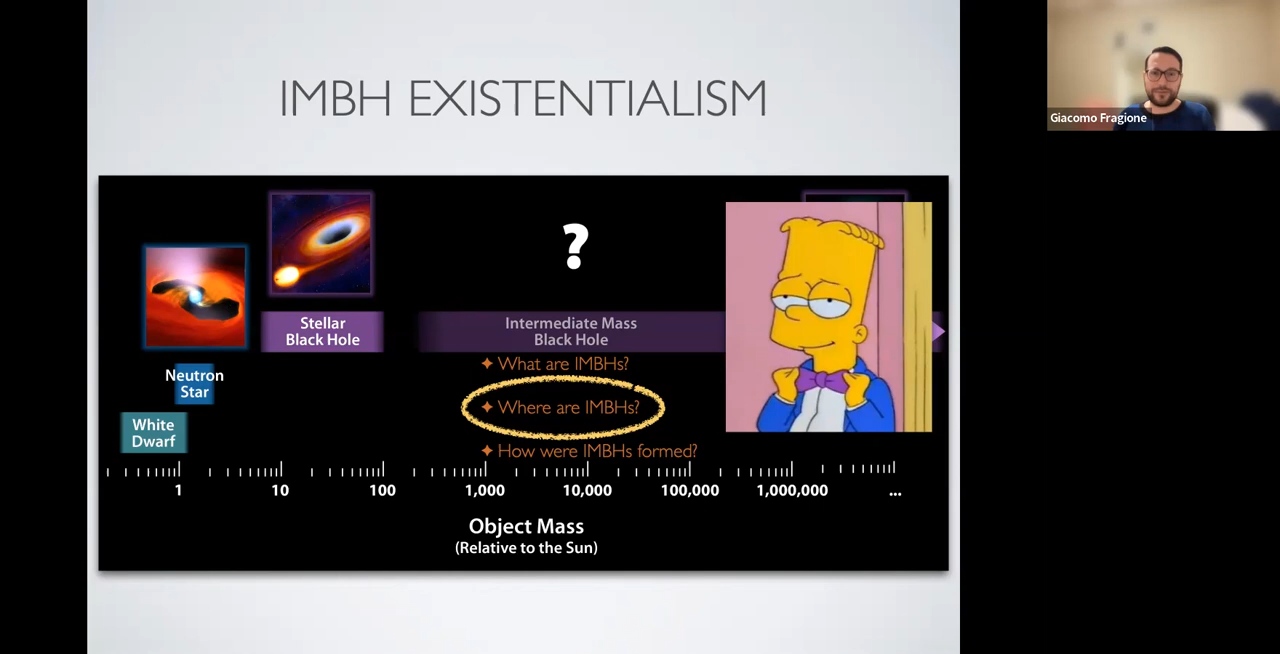 IMBH EXISTENTIALISM
Giacomo Fragione
?
Stellar
Black Hole
Intermediate Mass
Black Hole
✦ What are IMBHs?
Neutron
Star
✦ Where are IMBHs?
White
Dwarf
✦ How were IMBHs formed?
1 10 100 1,000 10,000 100,000 1,000,000 ...
Object Mass
(Relative to the Sun)